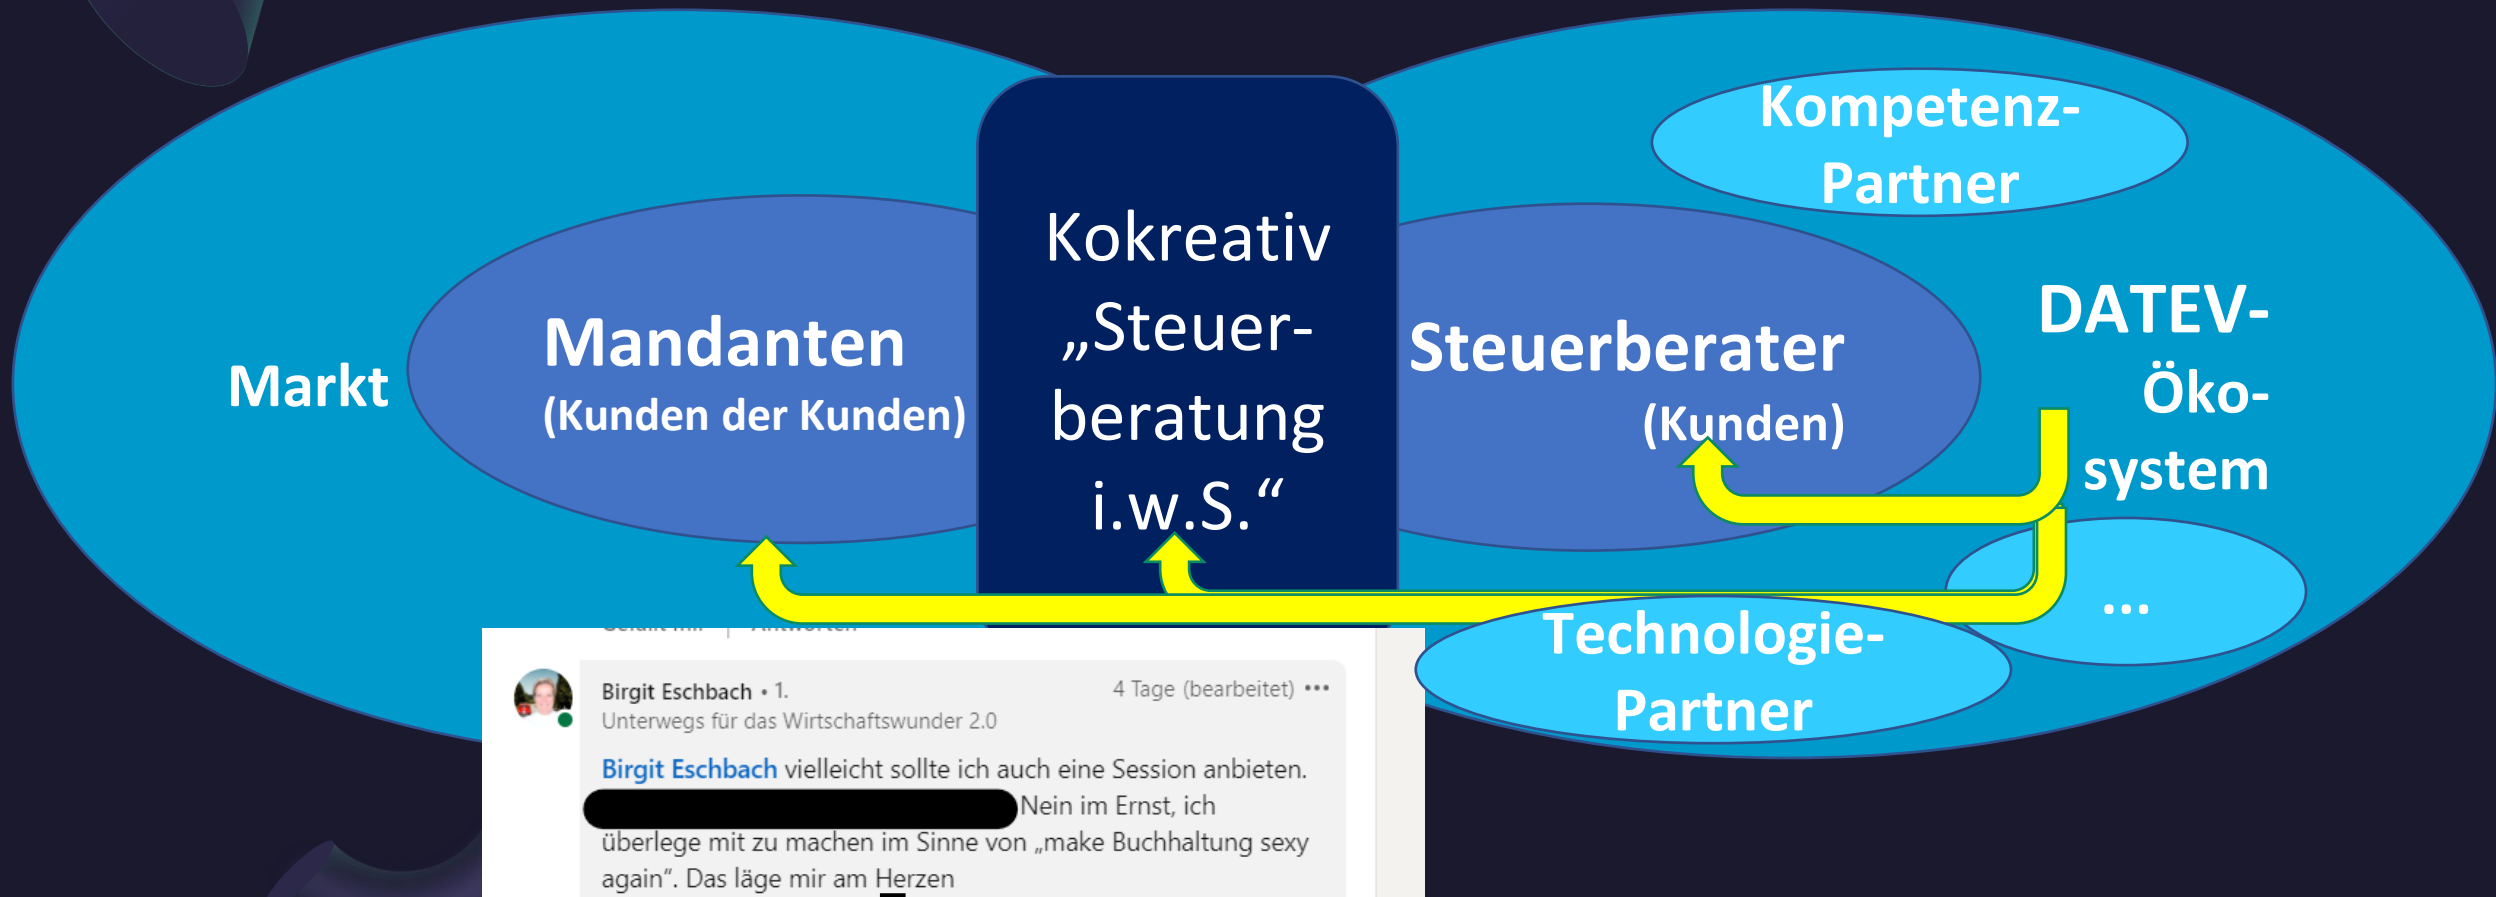 Kompetenz-
Partner
Kokreativ
„Steuer-
beratung
i.w.S.“
Markt
Mandanten
(Kunden der Kunden)
Steuerberater
(Kunden)
DATEV-
Öko-
system
...
Technologie-
Partner
Gefällt mir | Antworten
Birgit Eschbach • 1.
4 Tage (bearbeitet) •••
Unterwegs für das Wirtschaftswunder 2.0
Birgit Eschbach vielleicht sollte ich auch eine Session anbieten.
Nein im Ernst, ich
überlege mit zu machen im Sinne von „make Buchhaltung sexy
again“. Das läge mir am Herzen